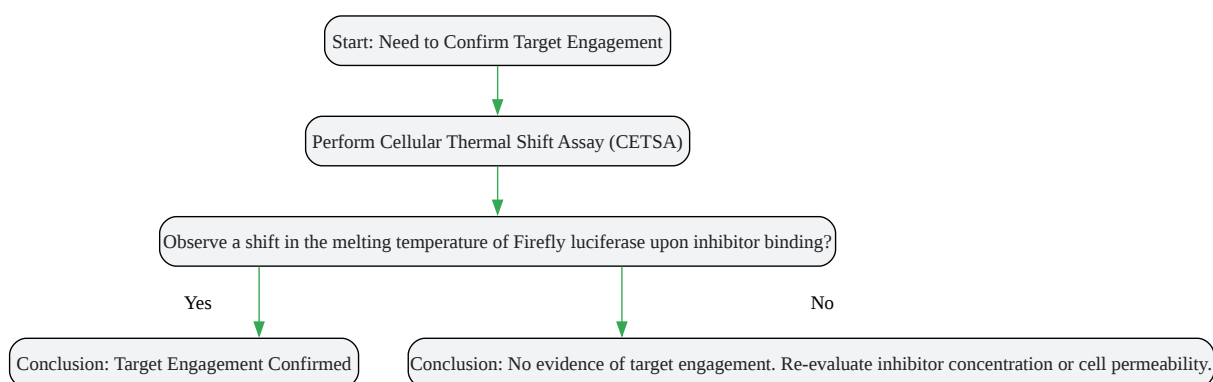 Start: Need to Confirm Target Engagement
Perform Cellular Thermal Shift Assay (CETSA)
Observe a shift in the melting temperature of Firefly luciferase upon inhibitor binding?
Yes
No
Conclusion: Target Engagement Confirmed
Conclusion: No evidence of target engagement. Re-evaluate inhibitor concentration or cell permeability.